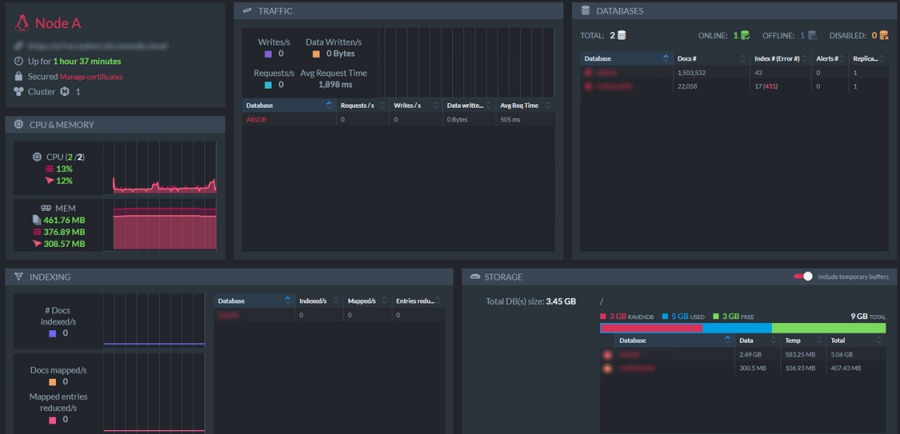 Node A
Up for 1 hour 37 minutes
Secured Manage certificates
Cluster 1
CPU & MEMORY
CPU (2 /2)
13%
12%
MEM
461.76 MB
376.89 MB
308.57 MB
TRAFFIC
Writes/s Data Written/s
0 0 Bytes
Requests/s Avg Request Time
0 1,898 ms
Database Requests / s Writes / s Data writte... Avg Req Time
0 0 0 Bytes 505 ms
DATABASES
TOTAL: 2 ONLINE: 1 OFFLINE: 1 DISABLED: 0
Database Docs # Index # (Error #) Alerts # Replica...
1,503,532 43 0 1
22,058 17 (431) 0 1
INDEXING
# Docs
indexed/s
0
Docs mapped/s
0
Mapped entries
reduced/s
0
Database Indexed/s Mapped/s Entries redu...
0 0 0
STORAGE
include temporary buffers
Total DB(s) size: 3.45 GB
/
3 GB RAVENDB 5 GB USED 3 GB FREE 9 GB TOTAL
Database Data Temp Total
2.49 GB 583.25 MB 3.06 GB
300.5 MB 106.93 MB 407.43 MB